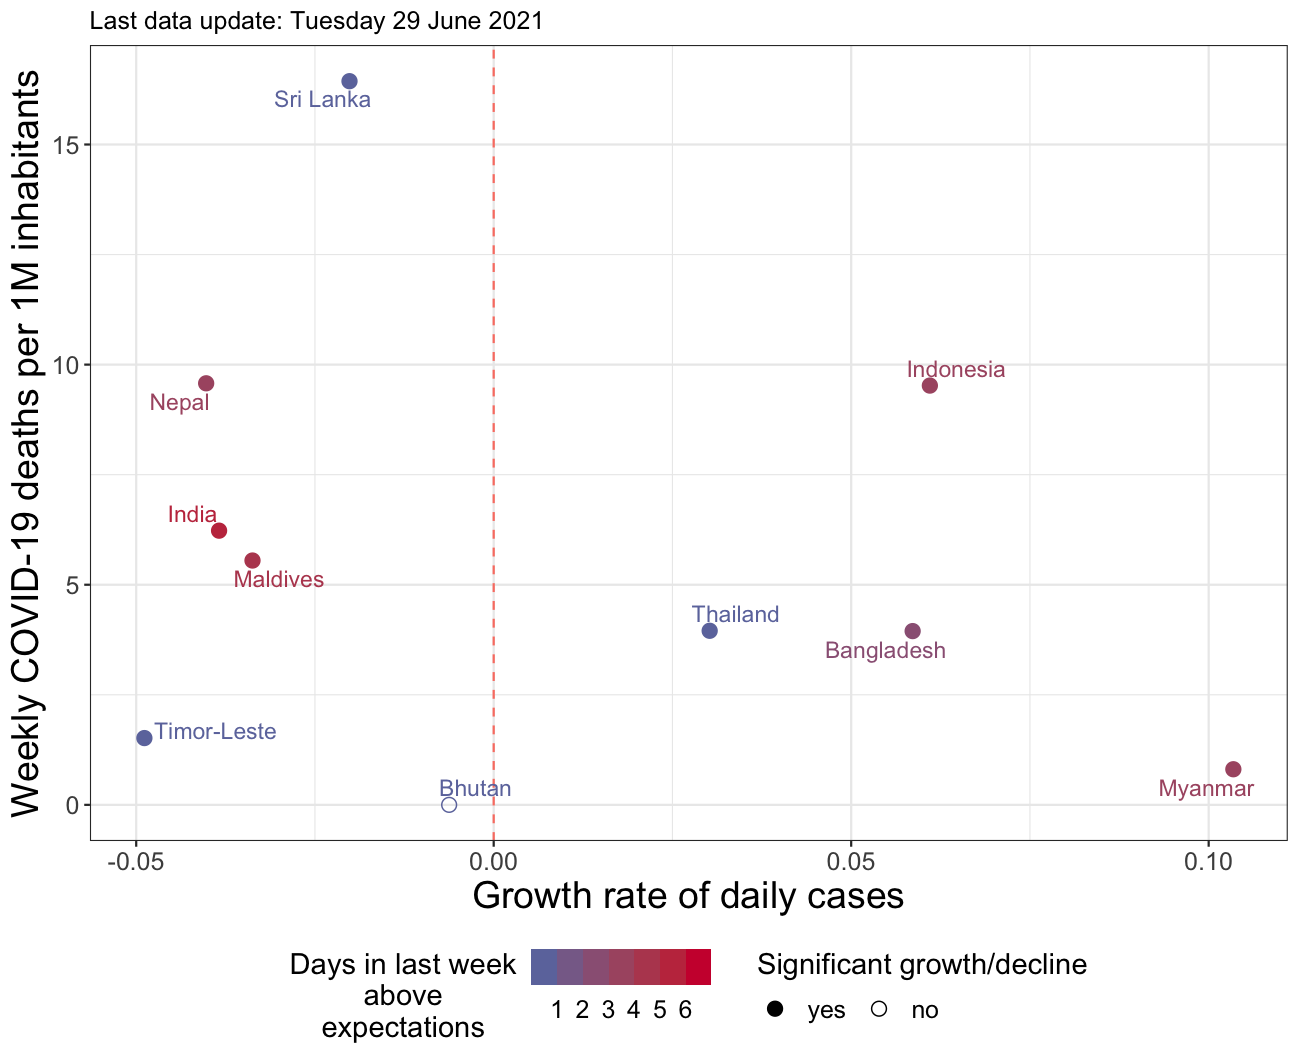 Last data update: Tuesday 29 June 2021
Weekly COVID-19 deaths per 1M inhabitants
15
10
5
0
Sri Lanka
Indonesia
Nepal
India
Maldives
Thailand
Bangladesh
Timor-Leste
Bhutan
Myanmar
-0.05 0.00 0.05 0.10
Growth rate of daily cases
Days in last week
above
expectations
1 2 3 4 5 6
Significant growth/decline
yes no